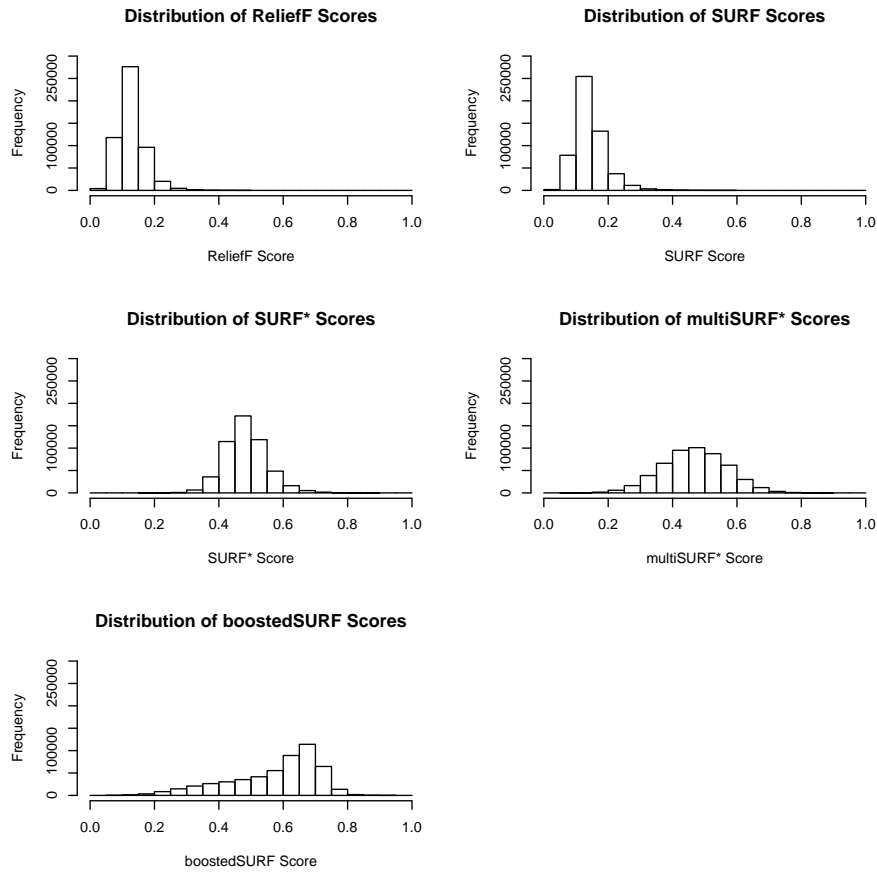 Distribution of ReliefF Scores
Frequency
0 100000 250000
0.0 0.2 0.4 0.6 0.8 1.0
ReliefF Score
Distribution of SURF Scores
Frequency
0 100000 250000
0.0 0.2 0.4 0.6 0.8 1.0
SURF Score
Distribution of SURF* Scores
Frequency
0 100000 250000
0.0 0.2 0.4 0.6 0.8 1.0
SURF* Score
Distribution of multiSURF* Scores
Frequency
0 100000 250000
0.0 0.2 0.4 0.6 0.8 1.0
multiSURF* Score
Distribution of boostedSURF Scores
Frequency
0 100000 250000
0.0 0.2 0.4 0.6 0.8 1.0
boostedSURF Score